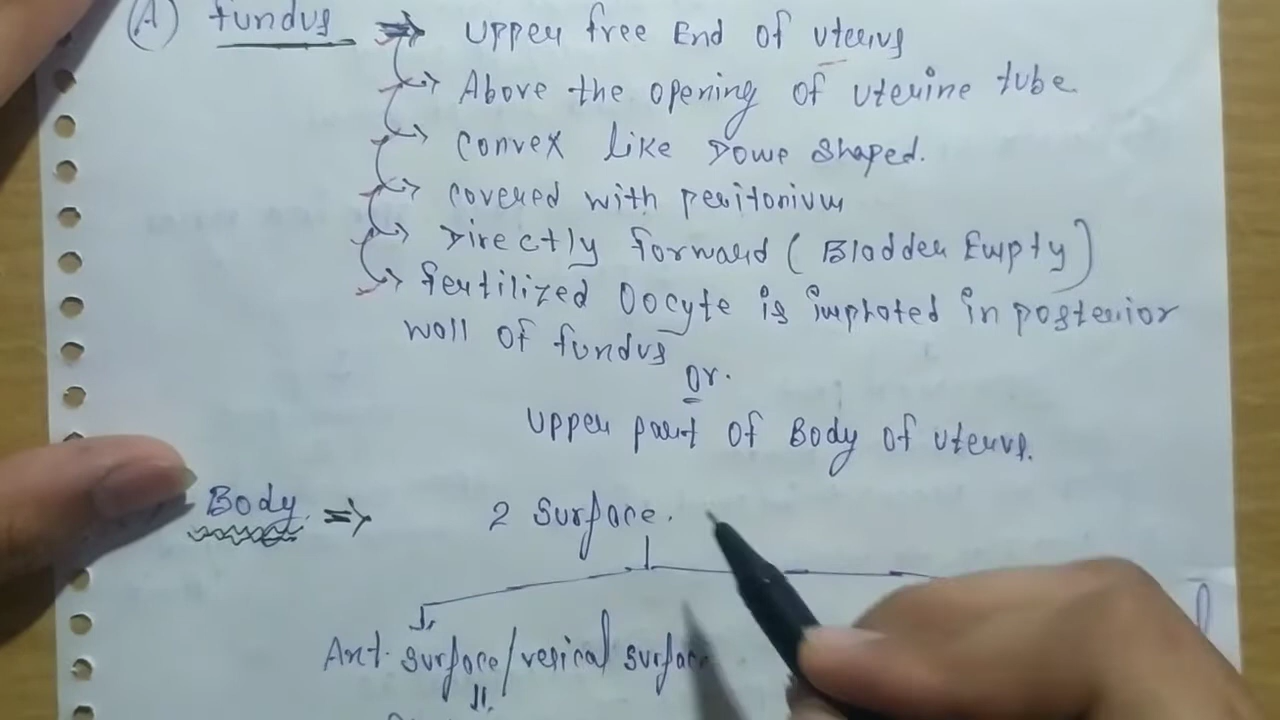 (A) fundus ⇒ Upper free End of uterus
→ Above the opening of uterine tube
→ Convex like Dome Shaped.
→ Covered with peritonium
→ Directly forward (Bladder Empty)
→ fertilized Oocyte is implated in posterior
wall of fundus
or.
Upper part of Body of uterus.
Body ⇒ 2 Surface.
Ant. surface/vesical surface